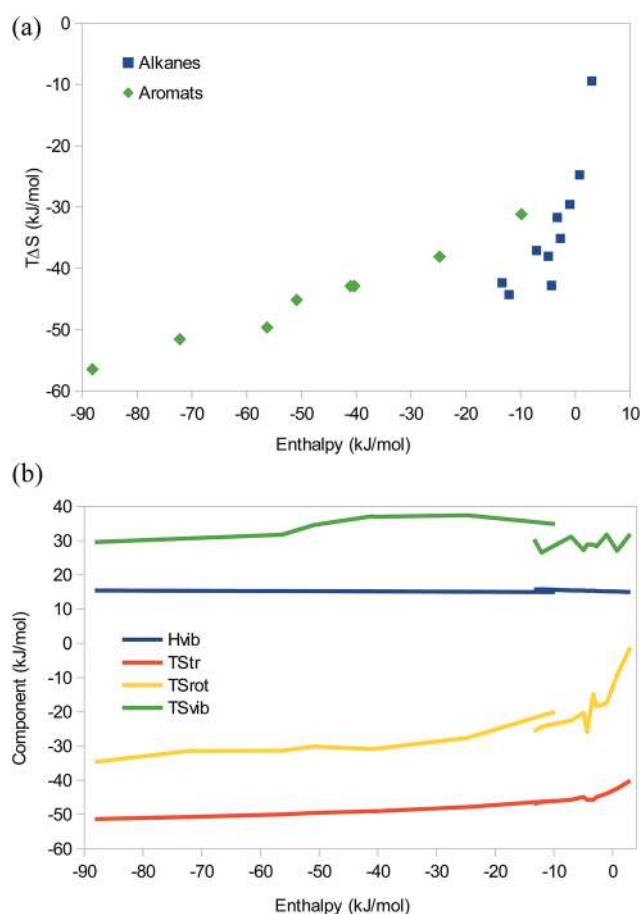 (a)
0
-10
-20
-30
-40
-50
-60
TΔS (kJ/mol)
Alkanes
Aromats
-90 -80 -70 -60 -50 -40 -30 -20 -10 0 10
Enthalpy (kJ/mol)
(b)
40
30
20
10
0
-10
-20
-30
-40
-50
-60
Component (kJ/mol)
Hvib
TStr
TSrot
TSvib
-90 -80 -70 -60 -50 -40 -30 -20 -10 0
Enthalpy (kJ/mol)